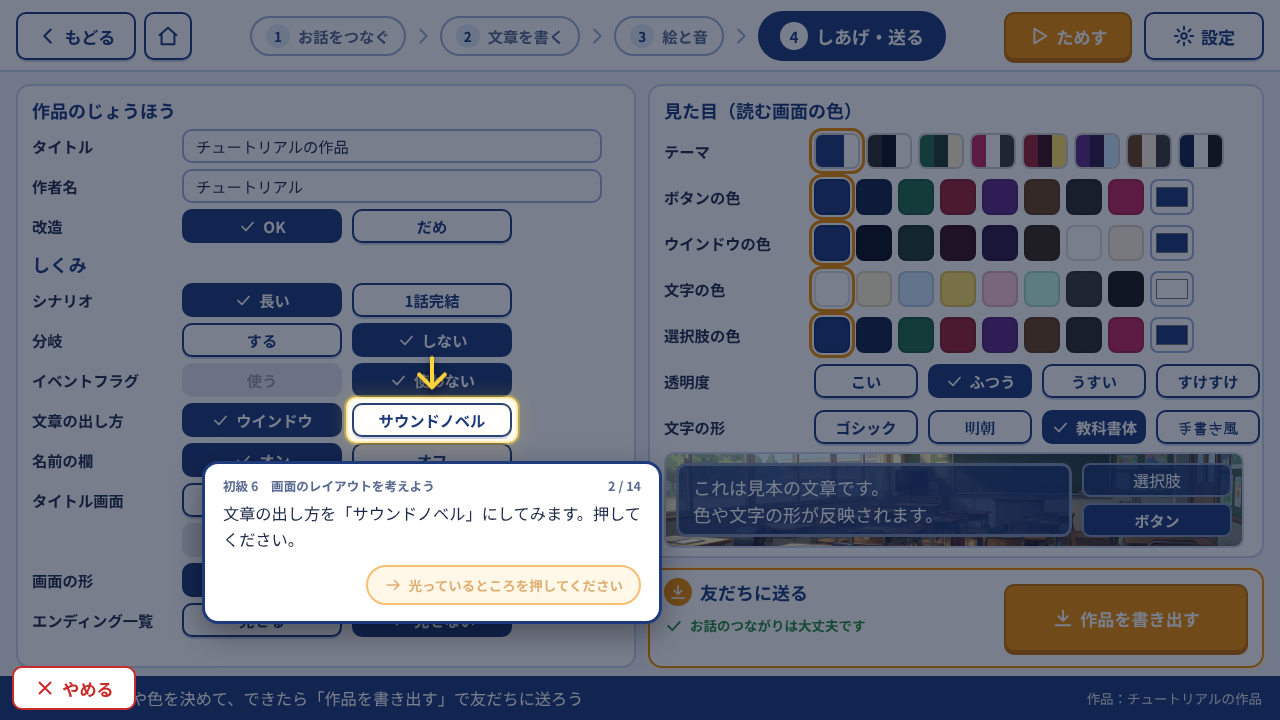 もどる
1 お話をつなぐ
2 文章を書く
3 絵と音
4 しあげ・送る
ためす
設定
作品のじょうほう
タイトル
チュートリアルの作品
作者名
チュートリアル
改造
OK
だめ
しくみ
シナリオ
長い
1話完結
分岐
する
しない
イベントフラグ
使う
使わない
文章の出し方
ウインドウ
サウンドノベル
名前の欄
オン
オフ
タイトル画面
画面の形
エンディング一覧
初級 6 画面のレイアウトを考えよう
2 / 14
文章の出し方を「サウンドノベル」にしてみます。押して
ください。
光っているところを押してください
見た目（読む画面の色）
テーマ
ボタンの色
ウインドウの色
文字の色
選択肢の色
透明度
こい
ふつう
うすい
すけすけ
文字の形
ゴシック
明朝
教科書体
手書き風
これは見本の文章です。
色や文字の形が反映されます。
選択肢
ボタン
友だちに送る
お話のつながりは大丈夫です
作品を書き出す
やめる
や色を決めて、できたら「作品を書き出す」で友だちに送ろう
作品：チュートリアルの作品